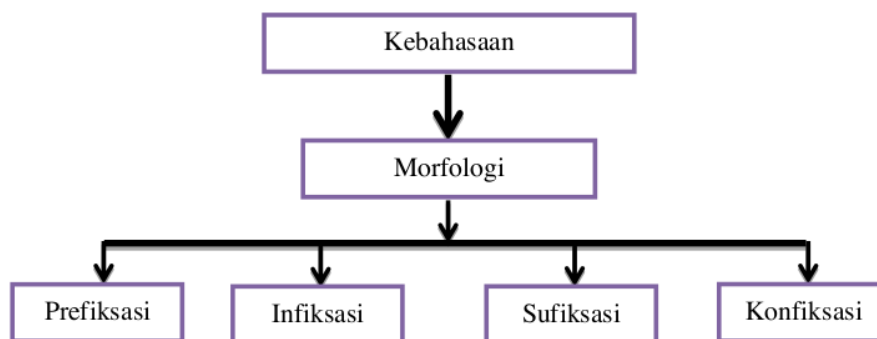 Kebahasaan
Morfologi
Prefiksasi
Infiksasi
Sufiksasi
Konfiksasi